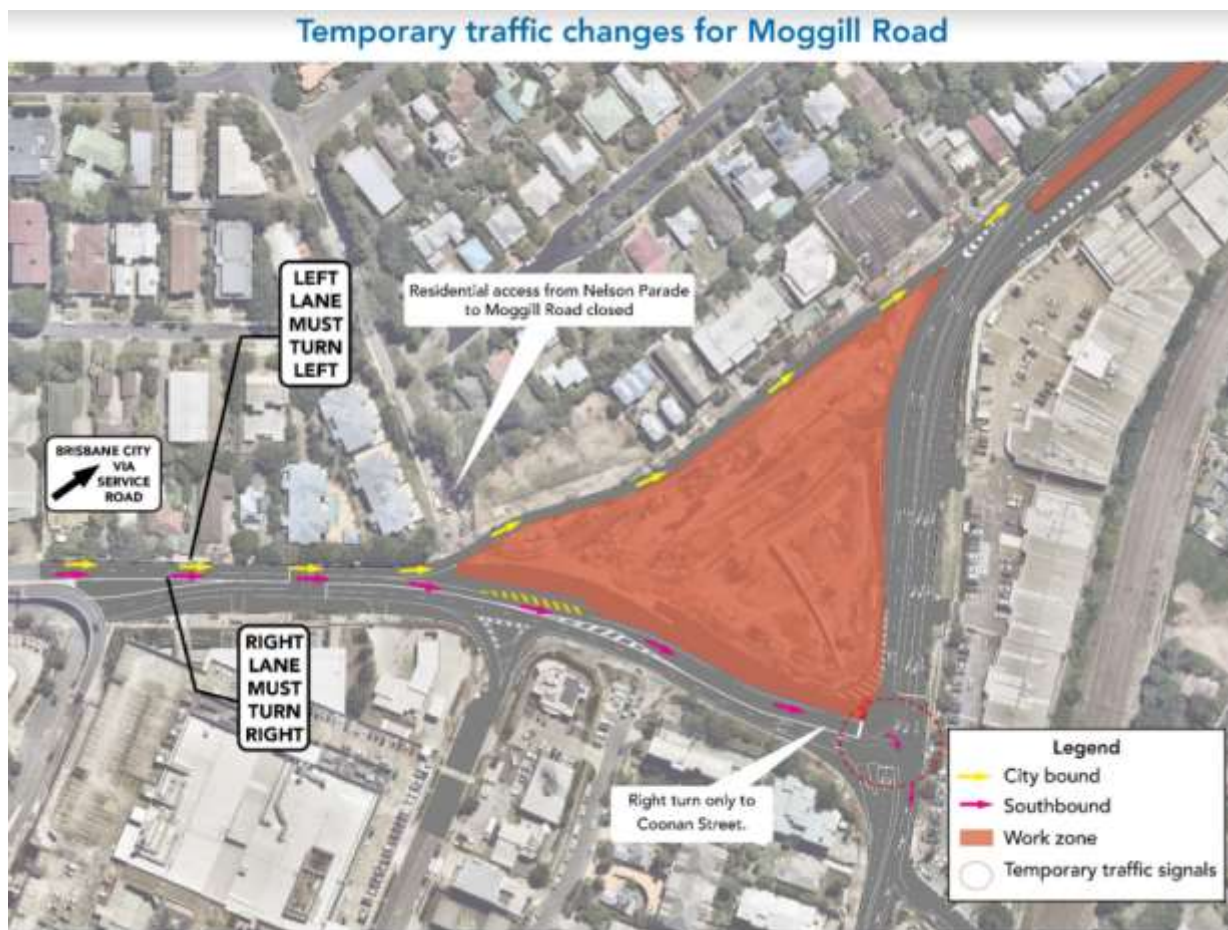 Temporary traffic changes for Moggill Road
LEFT
LANE
MUST
TURN
LEFT
Residential access from Nelson Parade
to Moggill Road closed
BRISBANE CITY
VIA
SERVICE
ROAD
RIGHT
LANE
MUST
TURN
RIGHT
Right turn only to
Coonan Street.
Legend
City bound
Southbound
Work zone
Temporary traffic signals